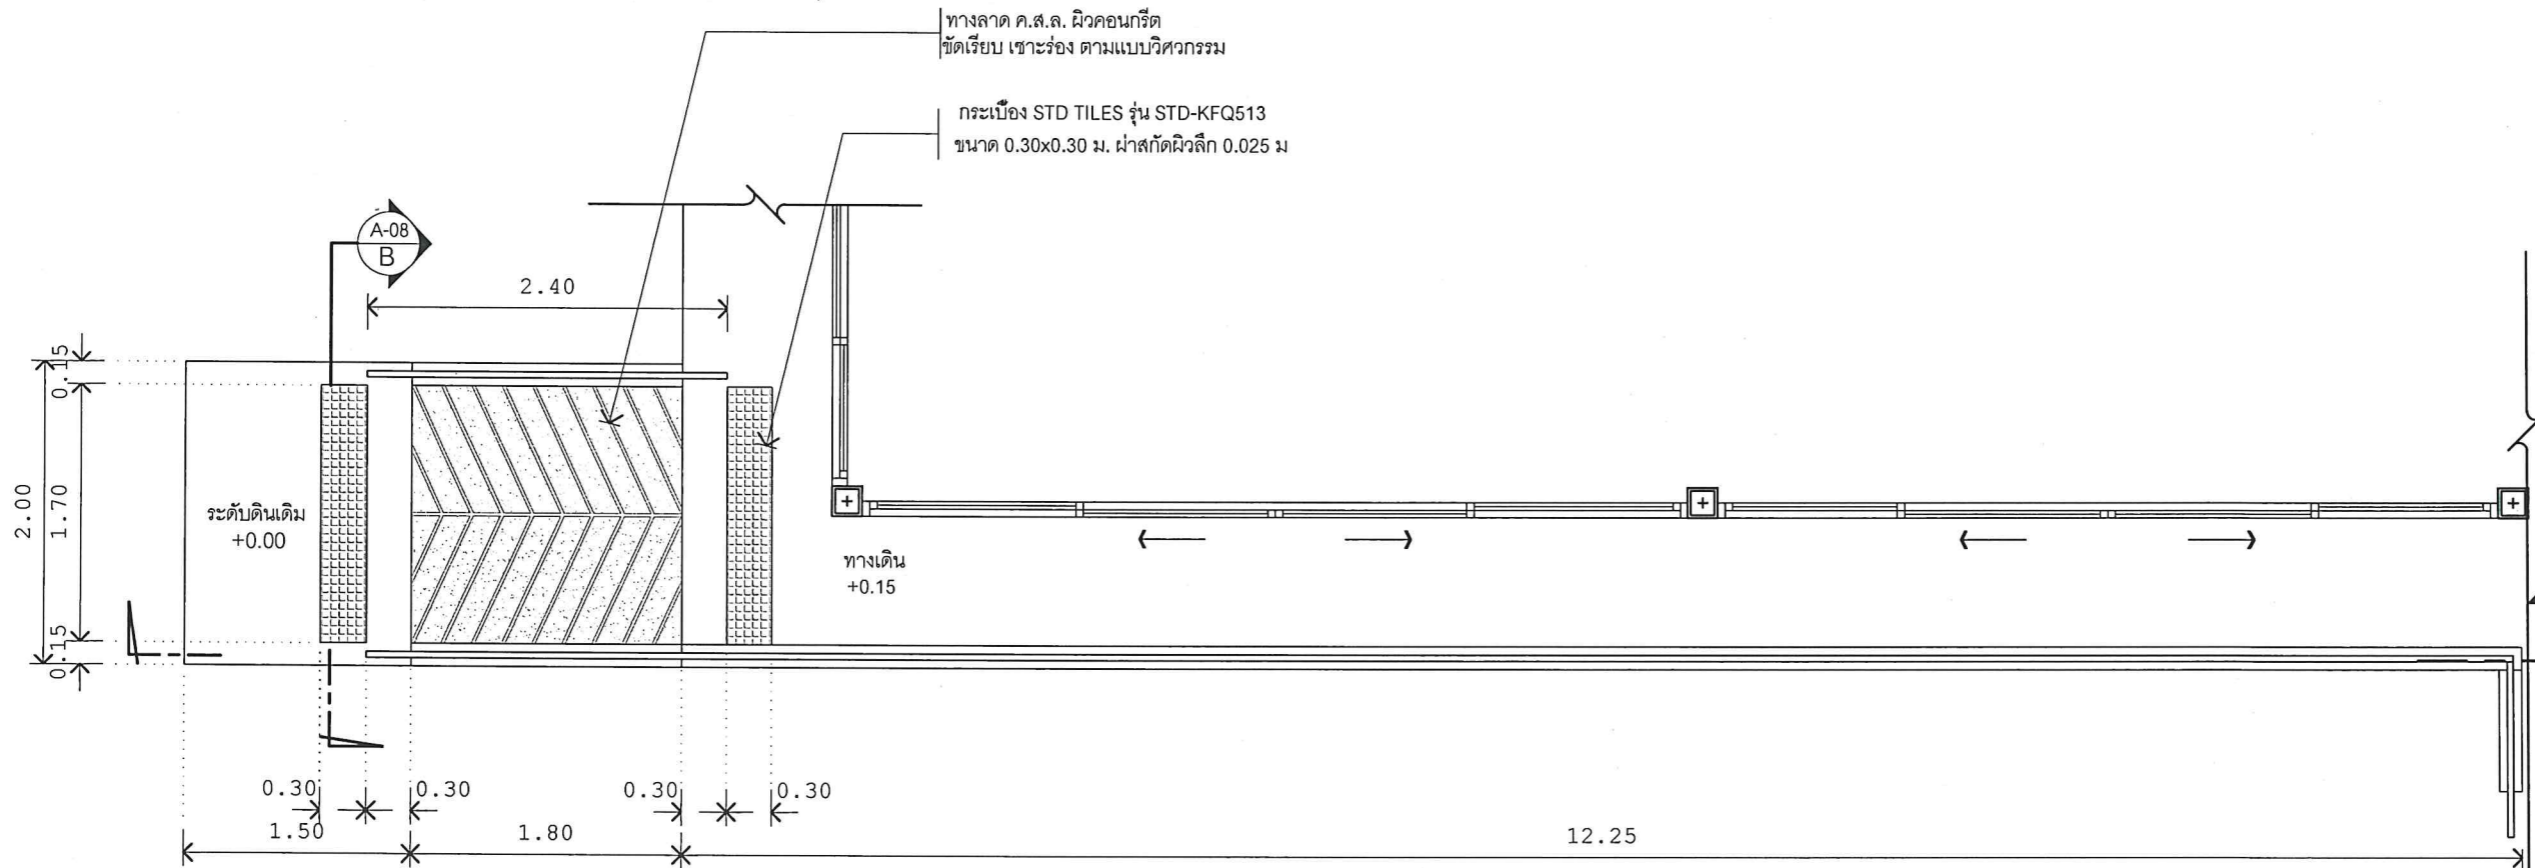 ทางลาด ค.ส.ล. ผิวคอนกรีต
ขัดเรียบ เซาะร่อง ตามแบบวิศวกรรม
กระเบื้อง STD TILES รุ่น STD-KFQ513
ขนาด 0.30x0.30 ม. ฝาสกัดผิวลึก 0.025 ม
A-08
B
2.40
0.15
2.00
1.70
0.15
ระดับดินเดิม
+0.00
ทางเดิน
+0.15
0.30
0.30
0.30
0.30
1.50
1.80
12.25